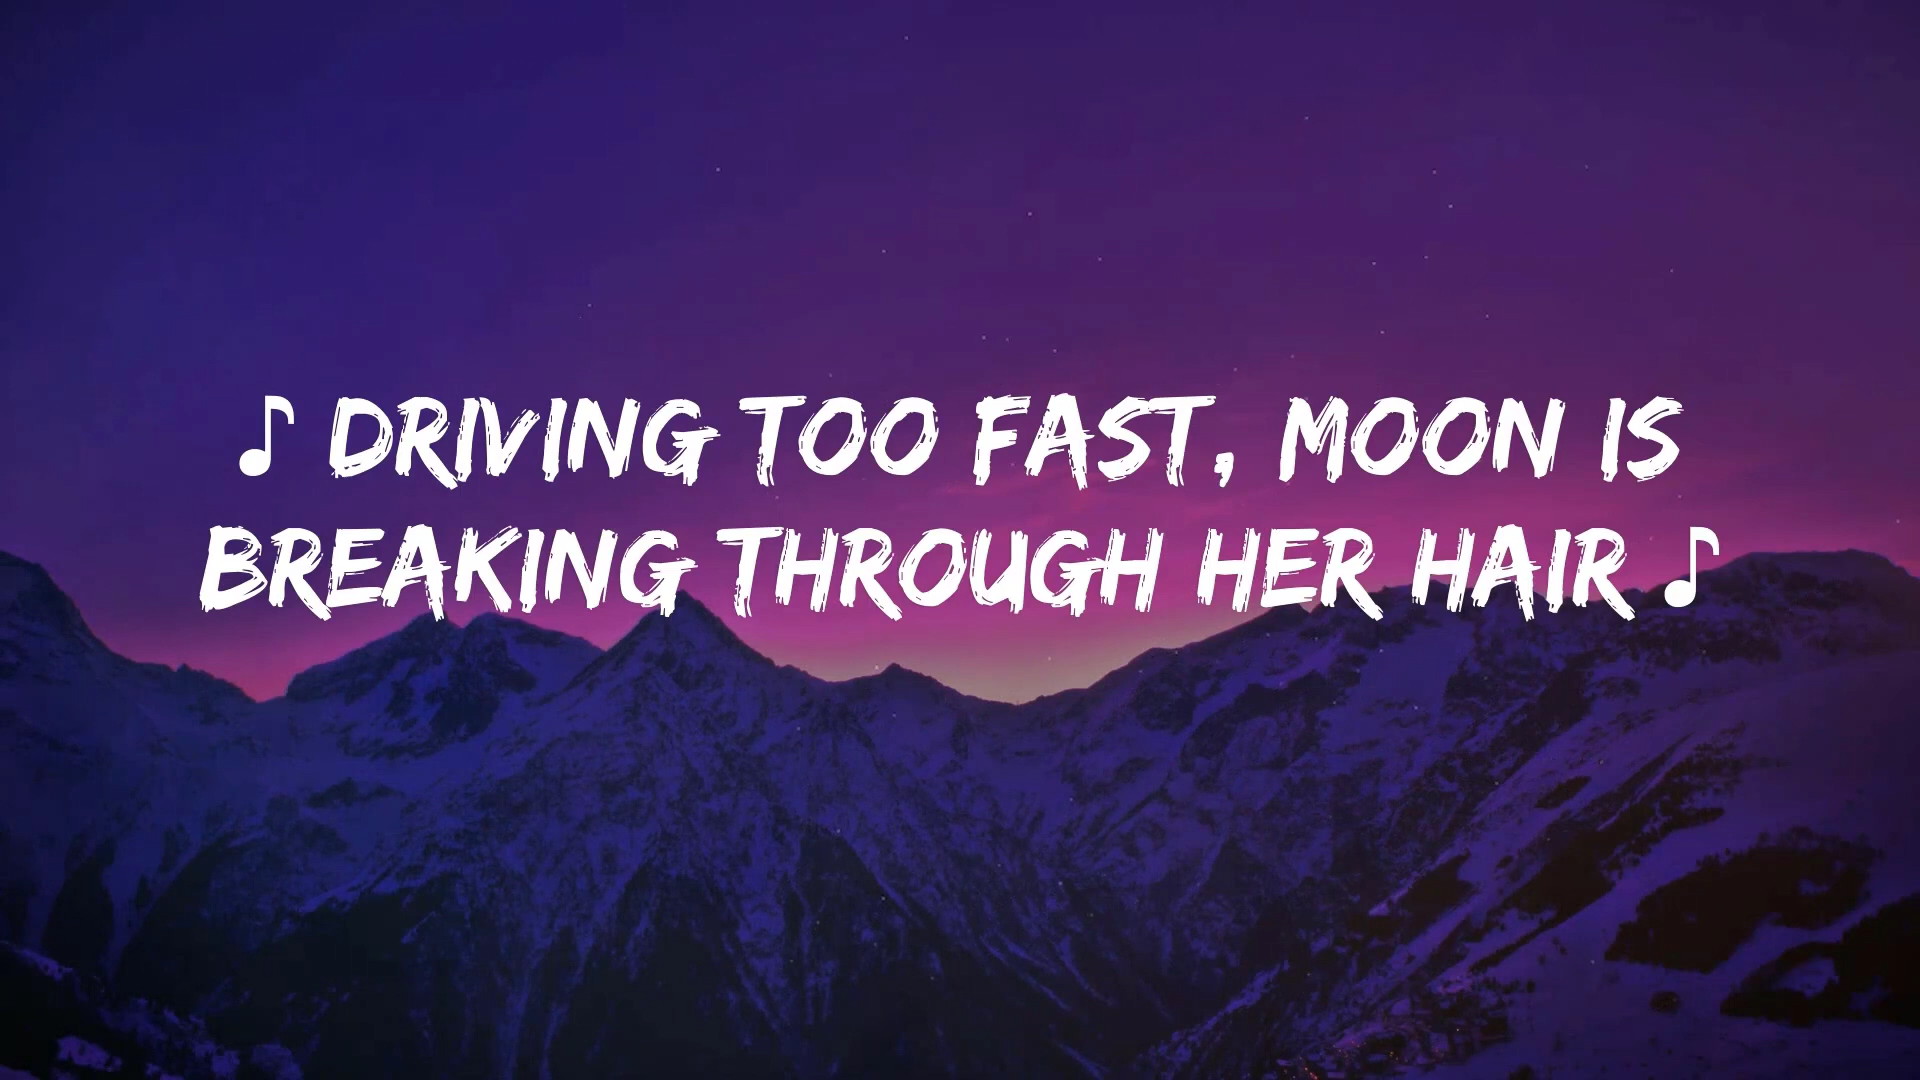 ♪ DRIVING TOO FAST, MOON IS
BREAKING THROUGH HER HAIR ♪